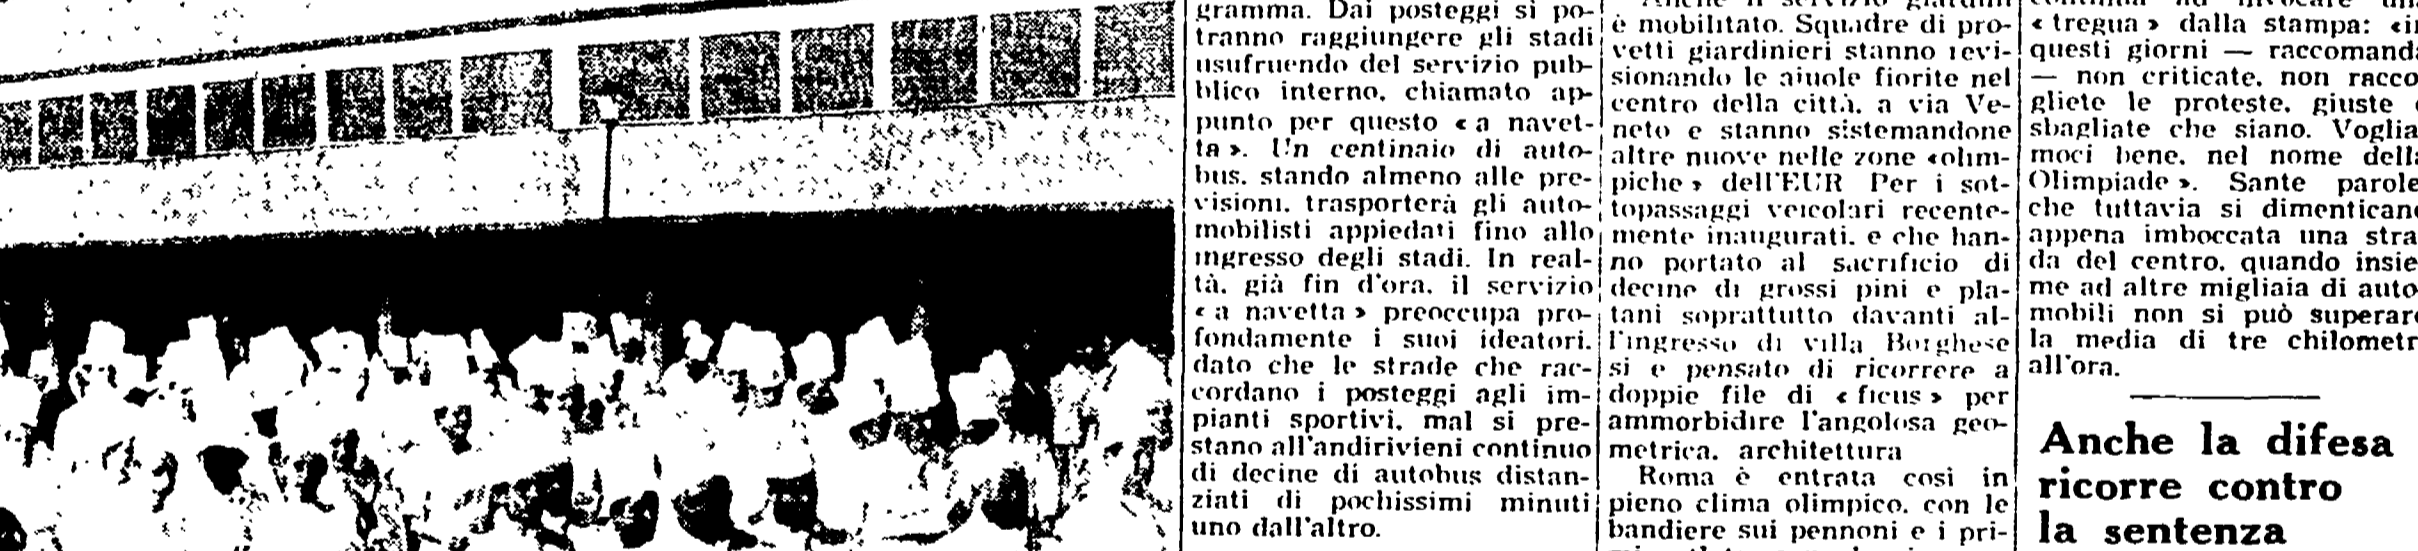 gramma. Dai posteggi si po-
tranno raggiungere gli stadi
usufruendo del servizio pub-
blico interno, chiamato ap-
punto per questo « a navet-
ta ». Un centinaio di auto-
bus, stando almeno alle pre-
visioni, trasporterà gli auto-
mobilisti appiedati fino allo
ingresso degli stadi. In real-
tà, già fin d'ora, il servizio
« a navetta » preoccupa pro-
fondamente i suoi ideatori,
dato che le strade che rac-
cordano i posteggi agli im-
pianti sportivi, mal si pre-
stano all'andirivieni continuo
di decine di autobus distan-
ziati di pochissimi minuti
uno dall'altro.
Anche il servizio giardini
è mobilitato. Squadre di pro-
vetti giardinieri stanno revi-
sionando le aiuole fiorite nel
centro della città, a via Ve-
neto e stanno sistemandone
altre nuove nelle zone «olim-
piche » dell'EUR Per i sot-
topassaggi veicolari recente-
mente inaugurati, e che han-
no portato al sacrificio di
decine di grossi pini e pla-
tani soprattutto davanti al-
l'ingresso di villa Borghese
si è pensato di ricorrere a
doppie file di « ficus » per
ammorbidire l'angolosa geo-
metrica, architettura
Roma è entrata così in
pieno clima olimpico, con le
bandiere sui pennoni e i pri-
« tregua » dalla stampa: «in
questi giorni — raccomanda
— non criticate, non racco-
gliete le proteste, giuste o
sbagliate che siano. Voglia-
moci bene, nel nome della
Olimpiade ». Sante parole
che tuttavia si dimenticano
appena imboccata una stra-
da del centro, quando insie-
me ad altre migliaia di auto-
mobili non si può superare
la media di tre chilometri
all'ora.
Anche la difesa
ricorre contro
la sentenza